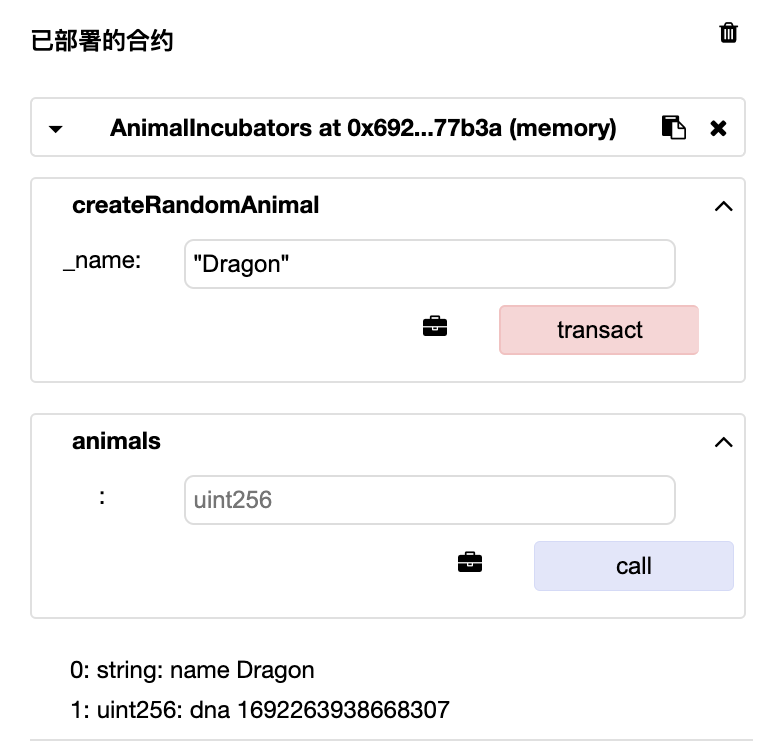 已部署的合约
AnimalIncubators at 0x692...77b3a (memory)
createRandomAnimal
_name:
"Dragon"
transact
animals
:
uint256
call
0: string: name Dragon
1: uint256: dna 1692263938668307